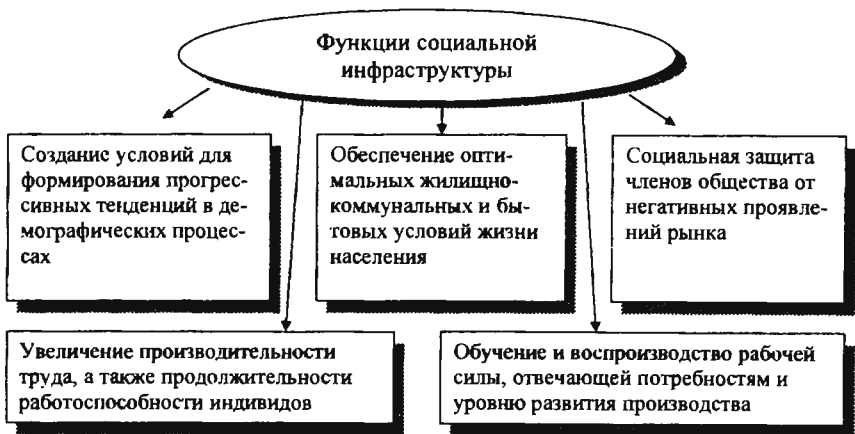 Функции социальной
инфраструктуры
Создание условий для
формирования прогрес-
сивных тенденций в де-
мографических процес-
сах
Обеспечение опти-
мальных жилищно-
коммунальных и бы-
товых условий жизни
населения
Социальная защита
членов общества от
негативных проявле-
ний рынка
Увеличение производительности
труда, а также продолжительности
работоспособности индивидов
Обучение и воспроизводство рабочей
силы, отвечающей потребностям и
уровню развития производства